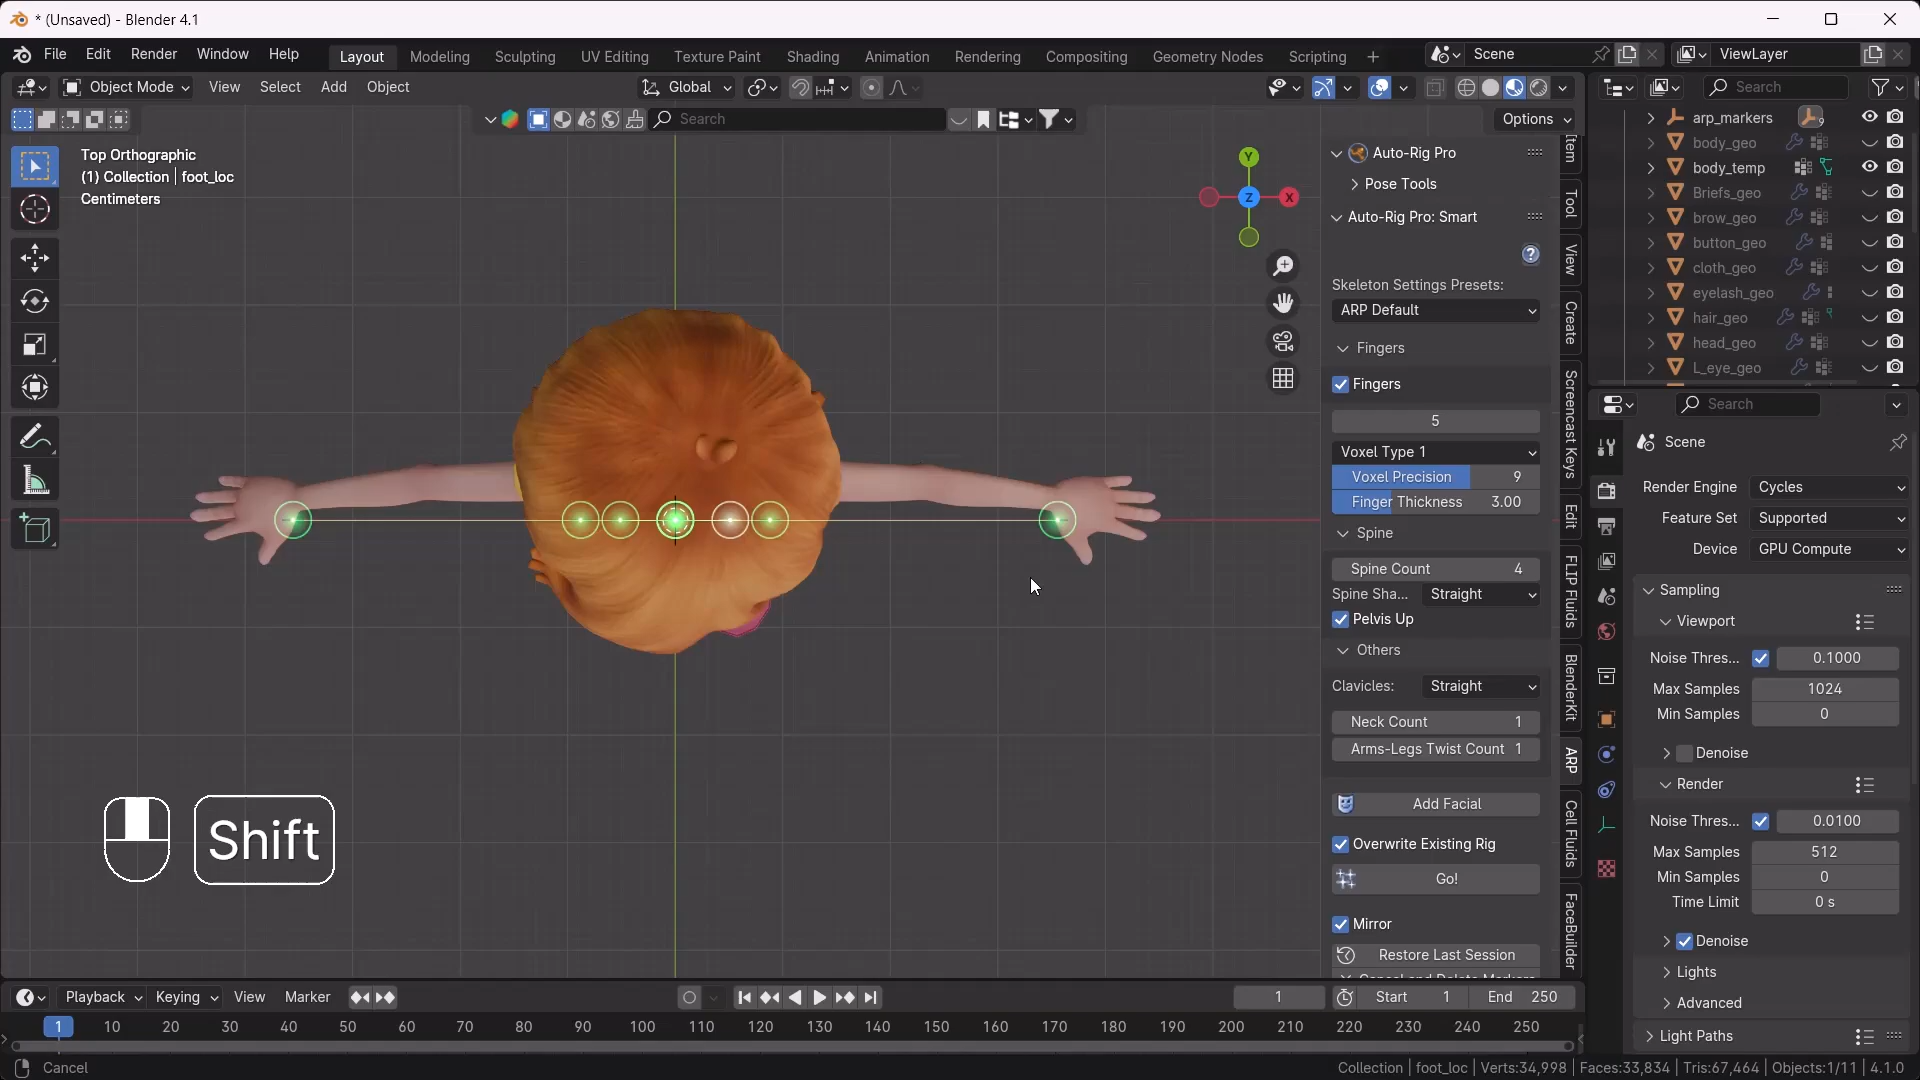 * (Unsaved) - Blender 4.1
File Edit Render Window Help
Layout Modeling Sculpting UV Editing Texture Paint Shading Animation Rendering Compositing Geometry Nodes Scripting +
Scene
ViewLayer
Object Mode View Select Add Object
Global
Search
Search
Options
Top Orthographic
(1) Collection | foot_loc
Centimeters
Y
X
Z
Shift
Auto-Rig Pro
Pose Tools
Auto-Rig Pro: Smart
?
Skeleton Settings Presets:
ARP Default
Fingers
Fingers
5
Voxel Type 1
Voxel Precision 9
Finger Thickness 3.00
Spine
Spine Count 4
Spine Sha... Straight
Pelvis Up
Others
Clavicles: Straight
Neck Count 1
Arms-Legs Twist Count 1
Add Facial
Overwrite Existing Rig
Go!
Mirror
Restore Last Session
Item
Tool
View
Create
Screencast Keys
Edit
FLIP Fluids
BlenderKit
ARP
Cell Fluids
FaceBuilder
arp_markers 9
body_geo
body_temp
Briefs_geo
brow_geo
button_geo
cloth_geo
eyelash_geo
hair_geo
head_geo
L_eye_geo
Search
Scene
Render Engine Cycles
Feature Set Supported
Device GPU Compute
Sampling
Viewport
Noise Thres... 0.1000
Max Samples 1024
Min Samples 0
Denoise
Render
Noise Thres... 0.0100
Max Samples 512
Min Samples 0
Time Limit 0 s
Denoise
Lights
Advanced
Light Paths
Playback Keying View Marker
1
Start 1 End 250
1 10 20 30 40 50 60 70 80 90 100 110 120 130 140 150 160 170 180 190 200 210 220 230 240 250
Cancel
Collection | foot_loc | Verts:34,998 | Faces:33,834 | Tris:67,464 | Objects:1/11 | 4.1.0